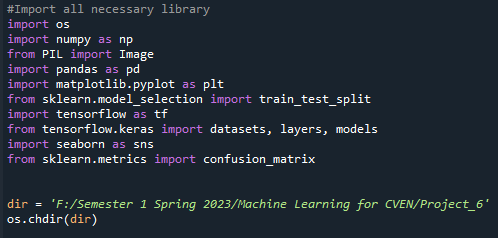 #Import all necessary library
import os
import numpy as np
from PIL import Image
import pandas as pd
import matplotlib.pyplot as plt
from sklearn.model_selection import train_test_split
import tensorflow as tf
from tensorflow.keras import datasets, layers, models
import seaborn as sns
from sklearn.metrics import confusion_matrix
dir = 'F:/Semester 1 Spring 2023/Machine Learning for CVEN/Project_6'
os.chdir(dir)